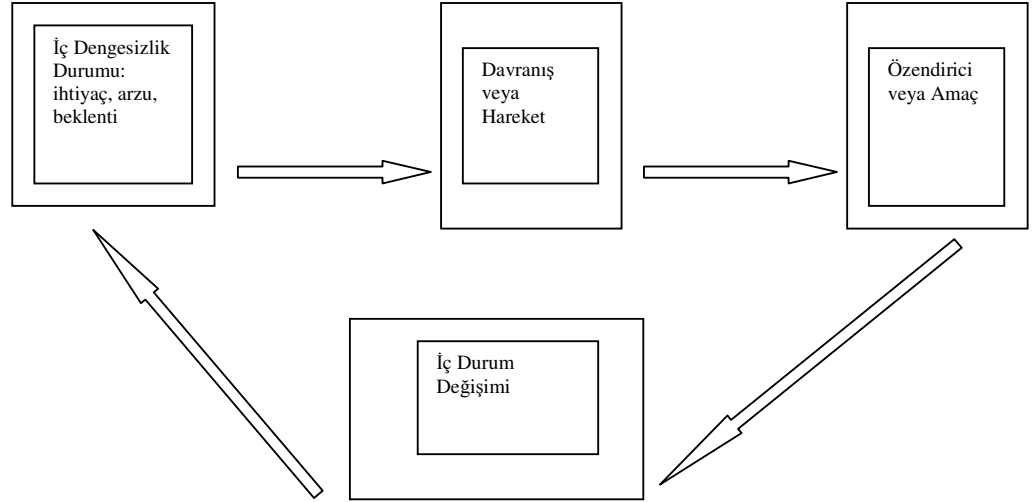 İç Dengesizlik
Durumu:
ihtiyaç, arzu,
beklenti
Davranış
veya
Hareket
Özendirici
veya Amaç
İç Durum
Değişimi